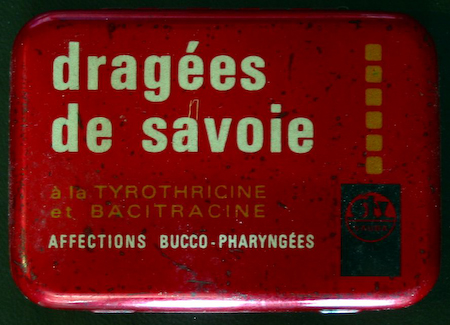 dragées
de savoie
à la TYROTHRICINE
et BACITRACINE
AFFECTIONS BUCCO-PHARYNGÉES